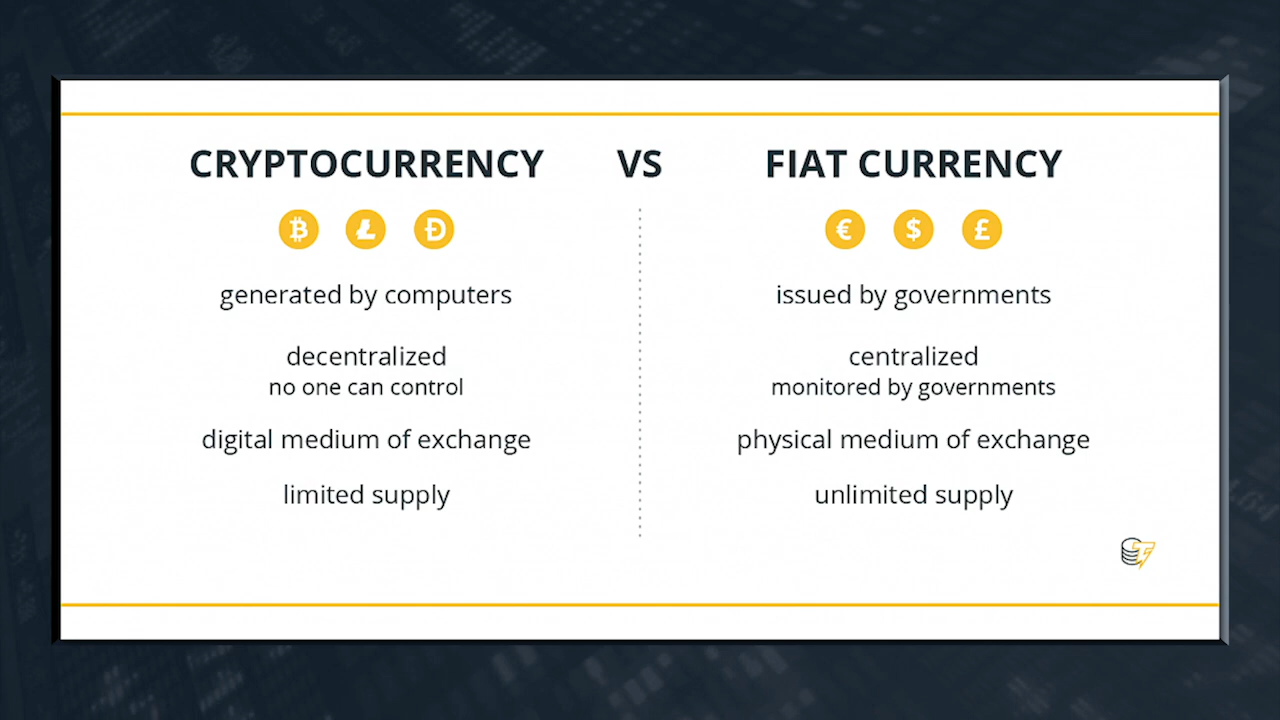 CRYPTOCURRENCY VS FIAT CURRENCY
₿ Ł Ð € $ £
generated by computers
issued by governments
decentralized
no one can control
centralized
monitored by governments
digital medium of exchange
physical medium of exchange
limited supply
unlimited supply